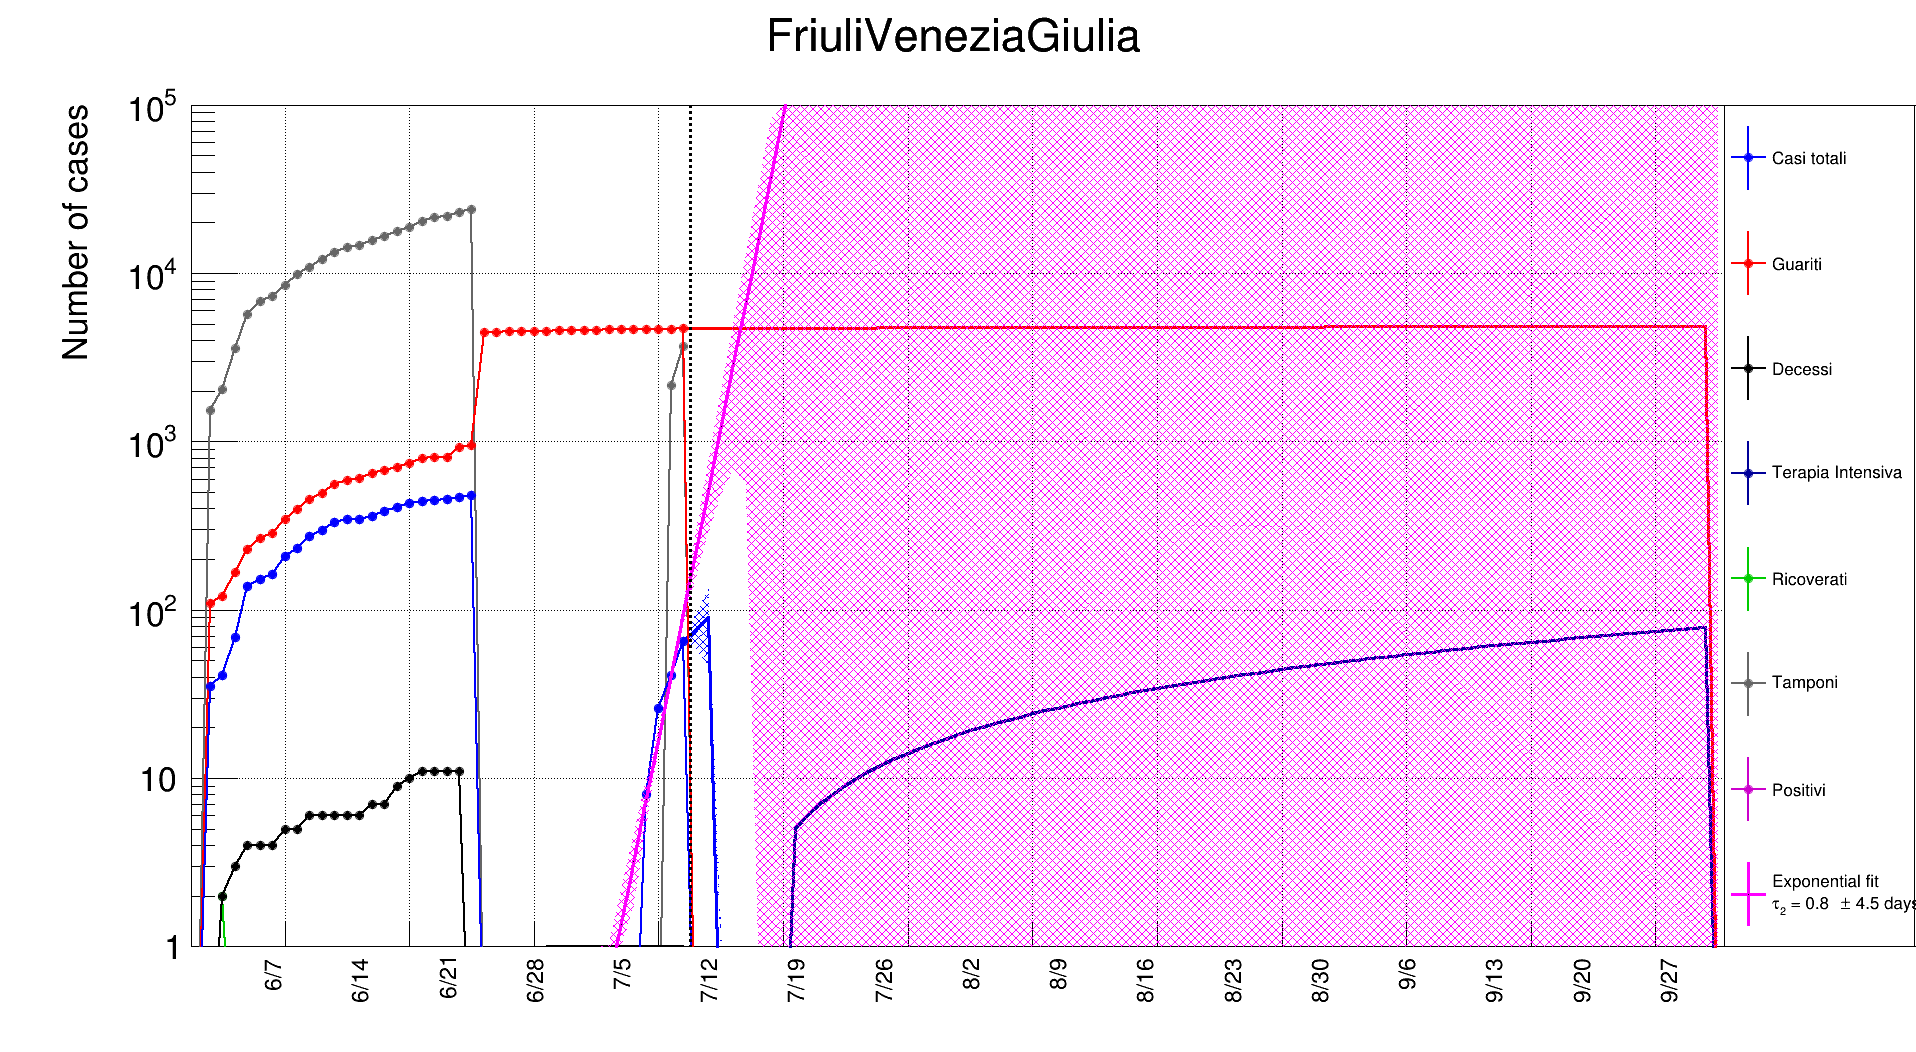 FriuliVeneziaGiulia
Number of cases
10^5
10^4
10^3
10^2
10
1
6/7
6/14
6/21
6/28
7/5
7/12
7/19
7/26
8/2
8/9
8/16
8/23
8/30
9/6
9/13
9/20
9/27
Casi totali
Guariti
Decessi
Terapia Intensiva
Ricoverati
Tamponi
Positivi
Exponential fit
τ_2 = 0.8 ± 4.5 days